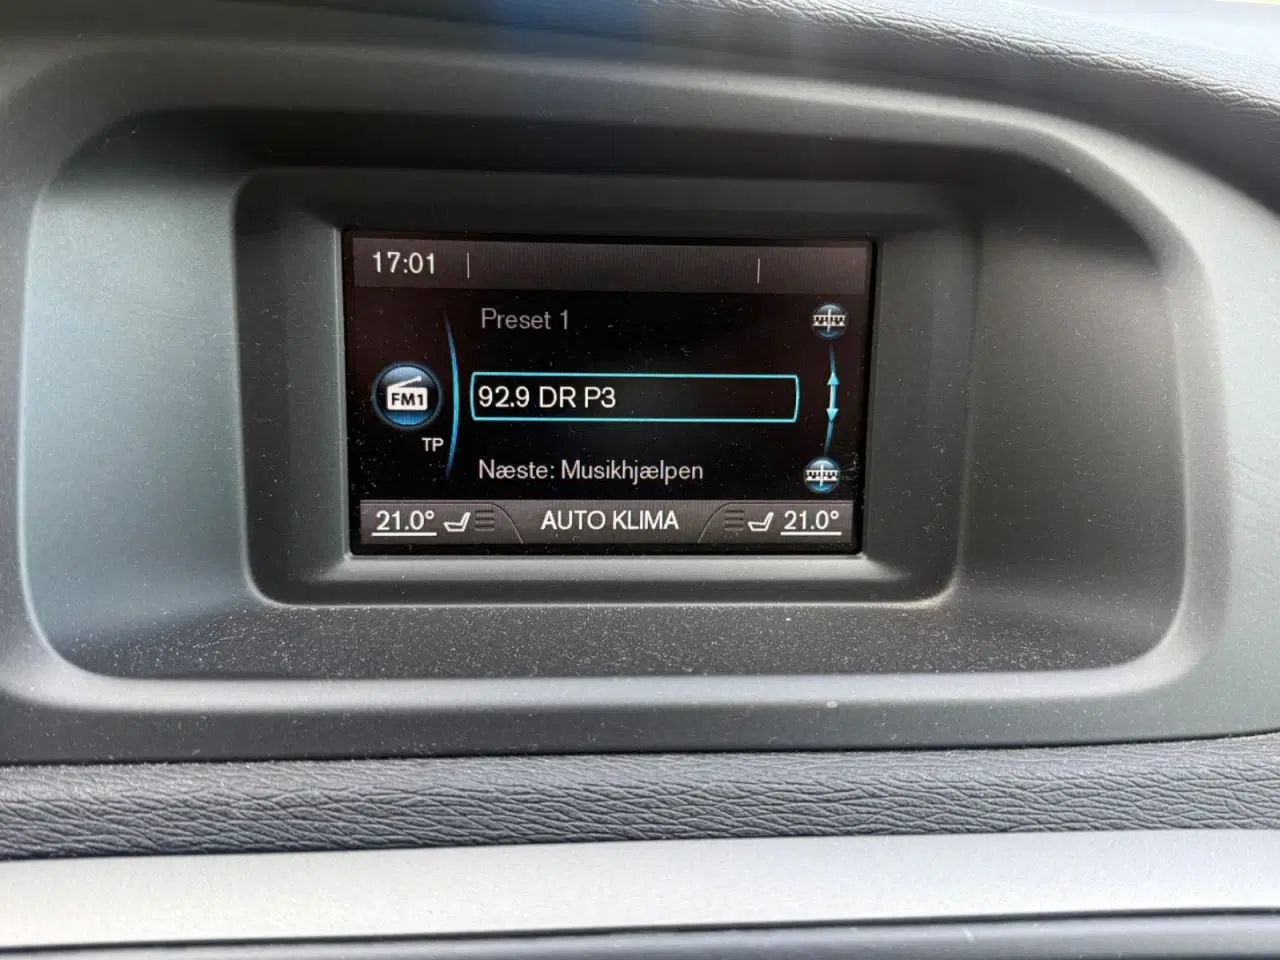 17:01
Preset 1
FM1
92.9 DR P3
TP
Næste: Musikhjælpen
21.0° AUTO KLIMA 21.0°